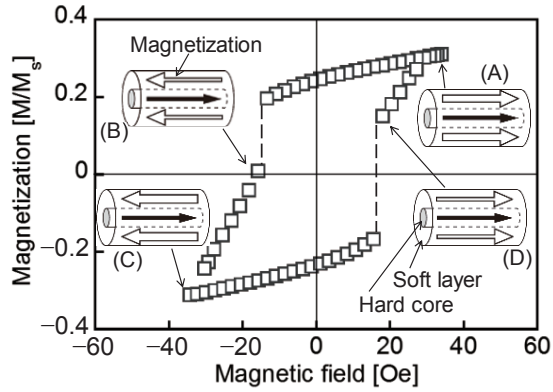 Magnetization [M/Mₛ]
0.4
0.2
0
−0.2
−0.4
Magnetization
(A)
(B)
(C)
(D)
Soft layer
Hard core
−60
−40
−20
0
20
40
60
Magnetic field [Oe]